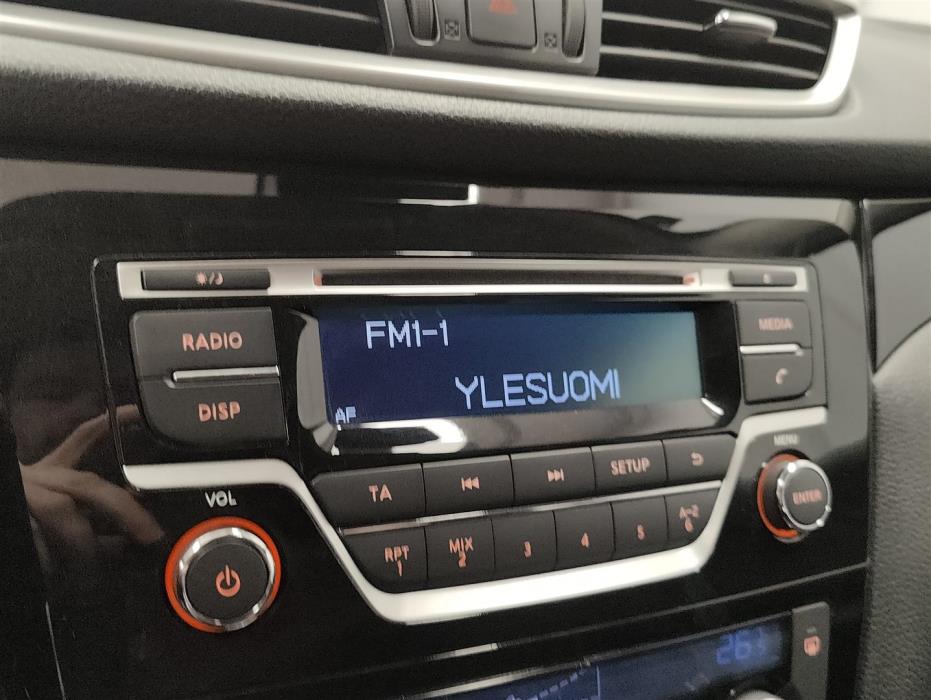 RADIO
DISP
FM1-1
YLESUOMI
AF
MEDIA
VOL
TA
SETUP
MENU
ENTER
RPT
1
MIX
2
3
4
5
A-Z
6